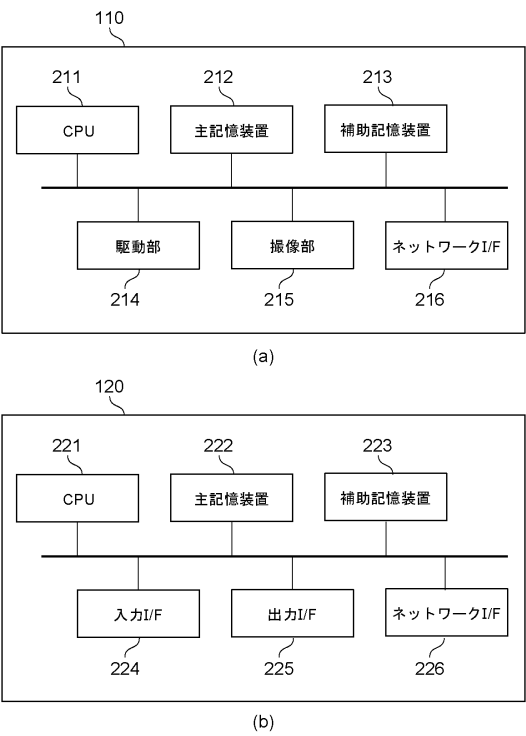 110
211
212
213
CPU
主記憶装置
補助記憶装置
駆動部
撮像部
ネットワークI/F
214
215
216
(a)
120
221
222
223
CPU
主記憶装置
補助記憶装置
入力I/F
出力I/F
ネットワークI/F
224
225
226
(b)